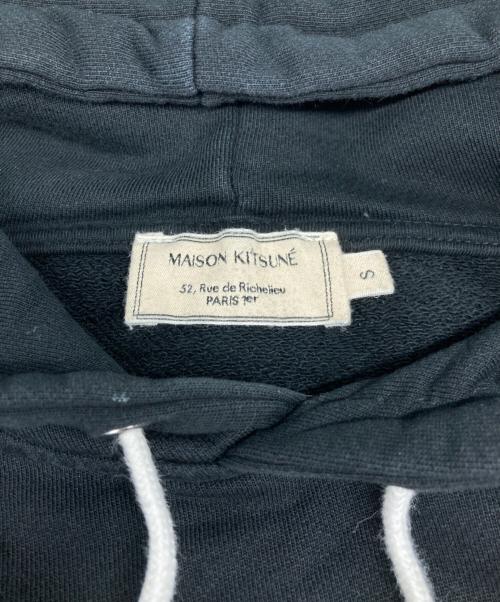 MAISON KITSUNÉ
52, Rue de Richelieu
PARIS 1er
S